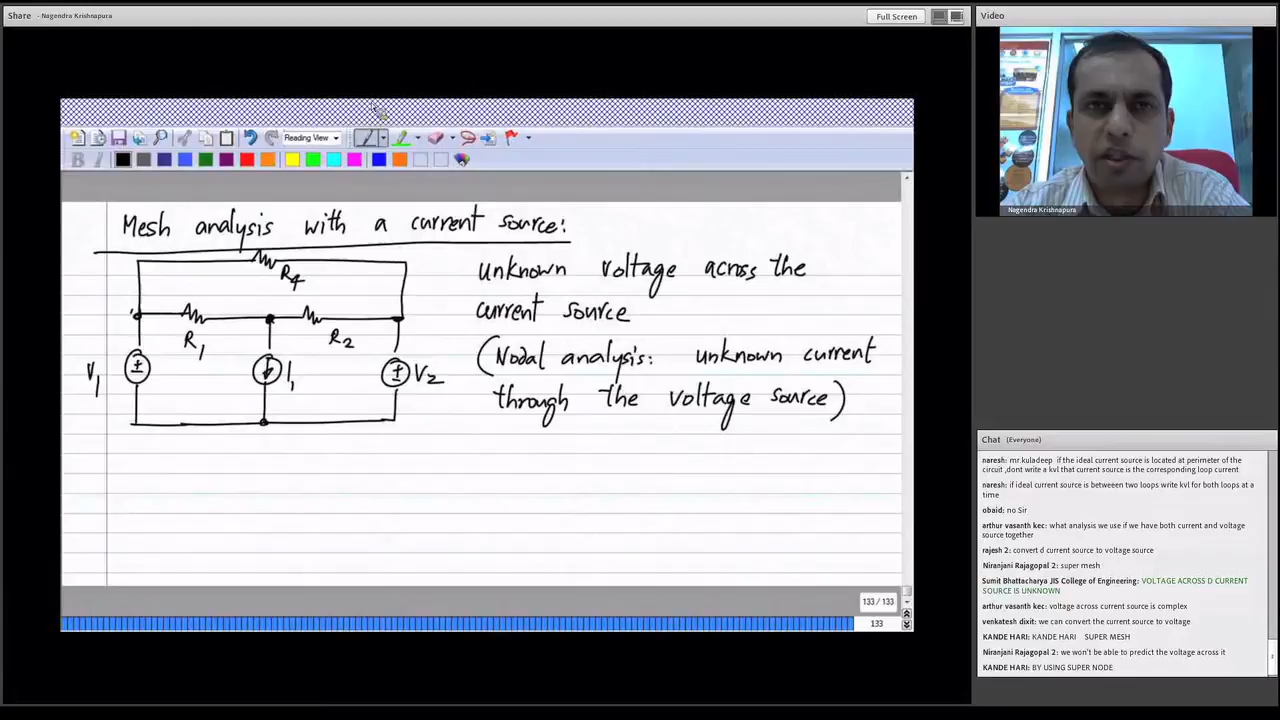 Share - Nagendra Krishnapura
Full Screen
Video
Nagendra Krishnapura
Reading View
Mesh analysis with a current source:
R4
R1
R2
V1
I1
V2
unknown voltage across the
current source
(Nodal analysis: unknown current
through the voltage source)
133 / 133
133
Chat (Everyone)
naresh: mr.kuladeep if the ideal current source is located at perimeter of the
circuit ,dont write a kvl that current source is the corresponding loop current
naresh: if ideal current source is betweeen two loops write kvl for both loops at a
time
obaid: no Sir
arthur vasanth kec: what analysis we use if we have both current and voltage
source together
rajesh 2: convert d current source to voltage source
Niranjani Rajagopal 2: super mesh
Sumit Bhattacharya JIS College of Engineering: VOLTAGE ACROSS D CURRENT
SOURCE IS UNKNOWN
arthur vasanth kec: voltage across current source is complex
venkatesh dixit: we can convert the current source to voltage
KANDE HARI: KANDE HARI SUPER MESH
Niranjani Rajagopal 2: we won't be able to predict the voltage across it
KANDE HARI: BY USING SUPER NODE